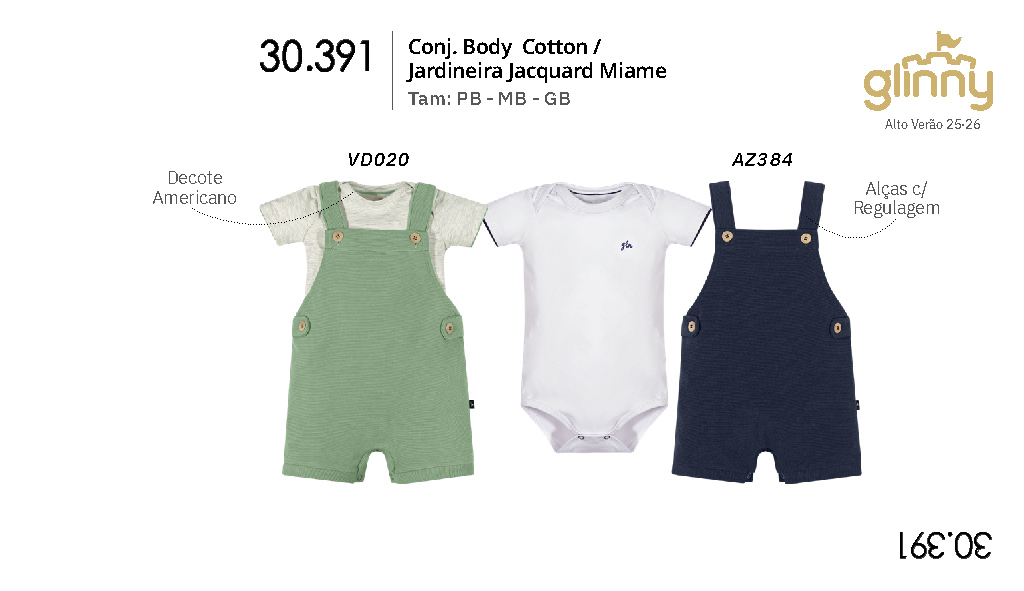 30.391
Conj. Body Cotton /
Jardineira Jacquard Miame
Tam: PB - MB - GB
glinny
Alto Verão 25-26
VD020
AZ384
Decote
Americano
Alças c/
Regulagem
gln
30.391